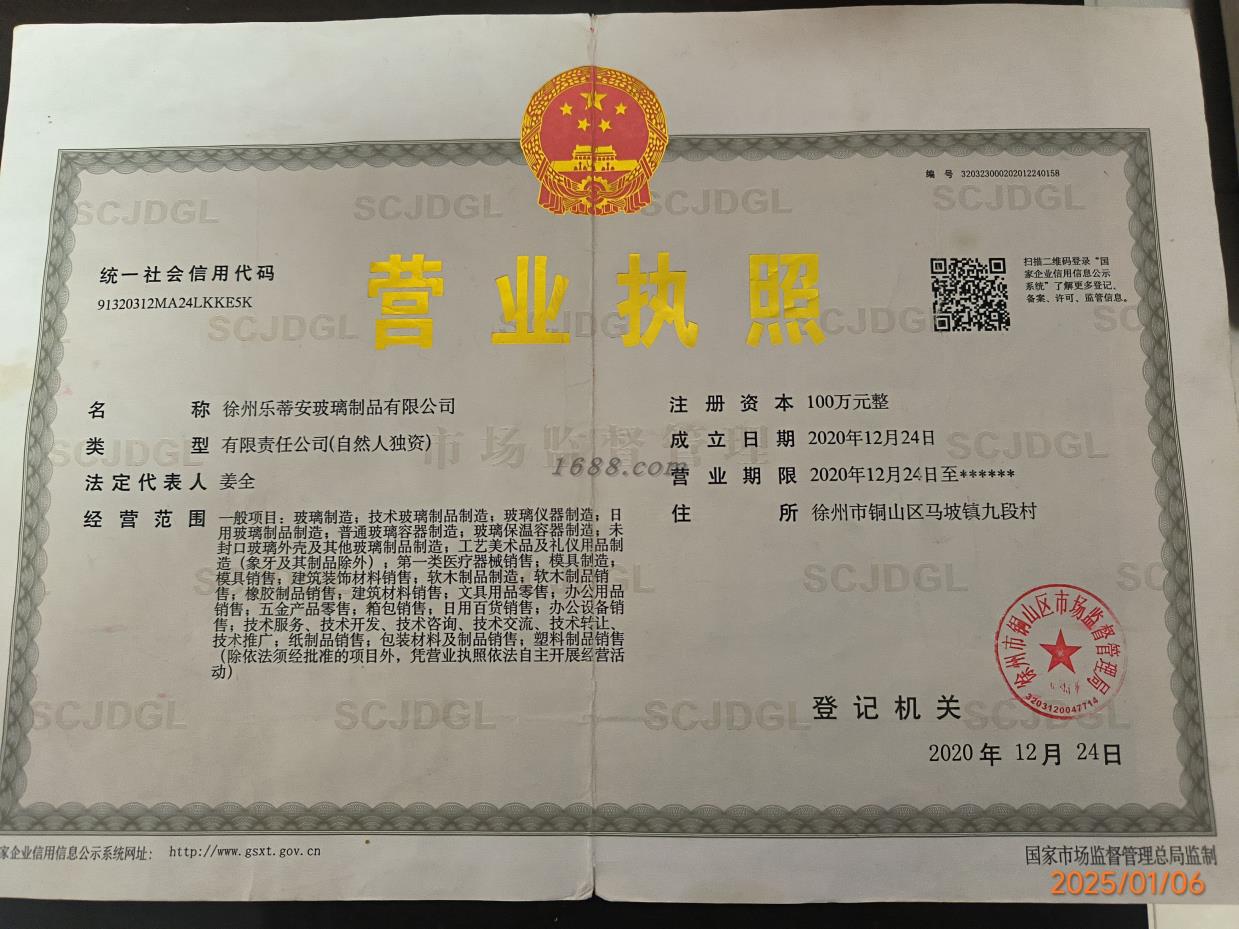 编 号 320323000202012240158
统一社会信用代码
91320312MA24LKKE5K
营业执照
扫描二维码登录“国
家企业信用信息公示
系统”了解更多登记、
备案、许可、监管信息。
名 称 徐州乐蒂安玻璃制品有限公司
类 型 有限责任公司(自然人独资)
法定代表人 姜全
经营范围 一般项目：玻璃制造；技术玻璃制品制造；玻璃仪器制造；日
用玻璃制品制造；普通玻璃容器制造；玻璃保温容器制造；未
封口玻璃外壳及其他玻璃制品制造；工艺美术品及礼仪用品制
造（象牙及其制品除外）；第一类医疗器械销售；模具制造；
模具销售；建筑装饰材料销售；软木制品制造；软木制品销
售；橡胶制品销售；建筑材料销售；文具用品零售；办公用品
销售；五金产品零售；箱包销售；日用百货销售；办公设备销
售；技术服务、技术开发、技术咨询、技术交流、技术转让、
技术推广；纸制品销售；包装材料及制品销售；塑料制品销售
（除依法须经批准的项目外，凭营业执照依法自主开展经营活
动）
注册资本 100万元整
成立日期 2020年12月24日
营业期限 2020年12月24日至******
住 所 徐州市铜山区马坡镇九段村
市场监督管理
1688.com
SCJDGL
徐州市铜山区市场监督管理局
3203120047714
登记机关
2020年12月24日
家企业信用信息公示系统网址： http://www.gsxt.gov.cn
国家市场监督管理总局监制
2025/01/06